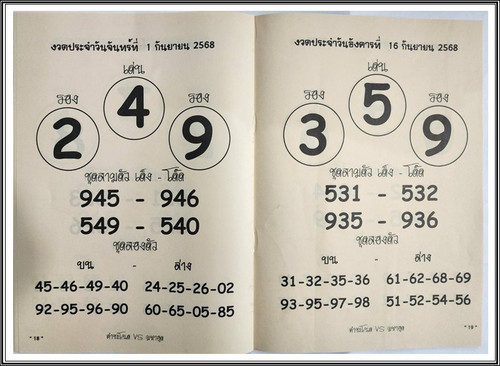 งวดประจำวันจันทร์ที่ 1 กันยายน 2568
เด่น
4
รอง รอง
2 9
ชุดสามตัว เต็ง - โต๊ด
945 - 946
549 - 540
ชุดสองตัว
บน - ล่าง
45-46-49-40 24-25-26-02
92-95-96-90 60-65-05-85
VS
" 18 "
งวดประจำวันอังคารที่ 16 กันยายน 2568
เด่น
5
รอง รอง
3 9
ชุดสามตัว เต็ง - โต๊ด
531 - 532
935 - 936
ชุดสองตัว
บน - ล่าง
31-32-35-36 61-62-68-69
93-95-97-98 51-52-54-56
VS
" 19 "